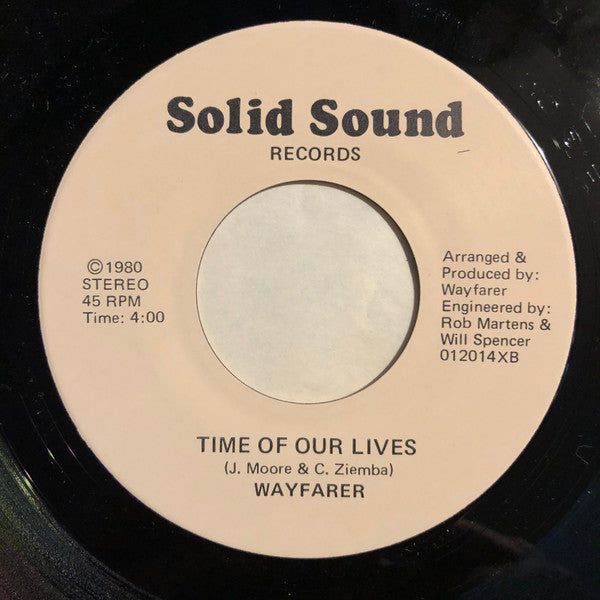 Solid Sound
RECORDS
©1980
STEREO
45 RPM
Time: 4:00
Arranged &
Produced by:
Wayfarer
Engineered by:
Rob Martens &
Will Spencer
012014XB
TIME OF OUR LIVES
(J. Moore & C. Ziemba)
WAYFARER